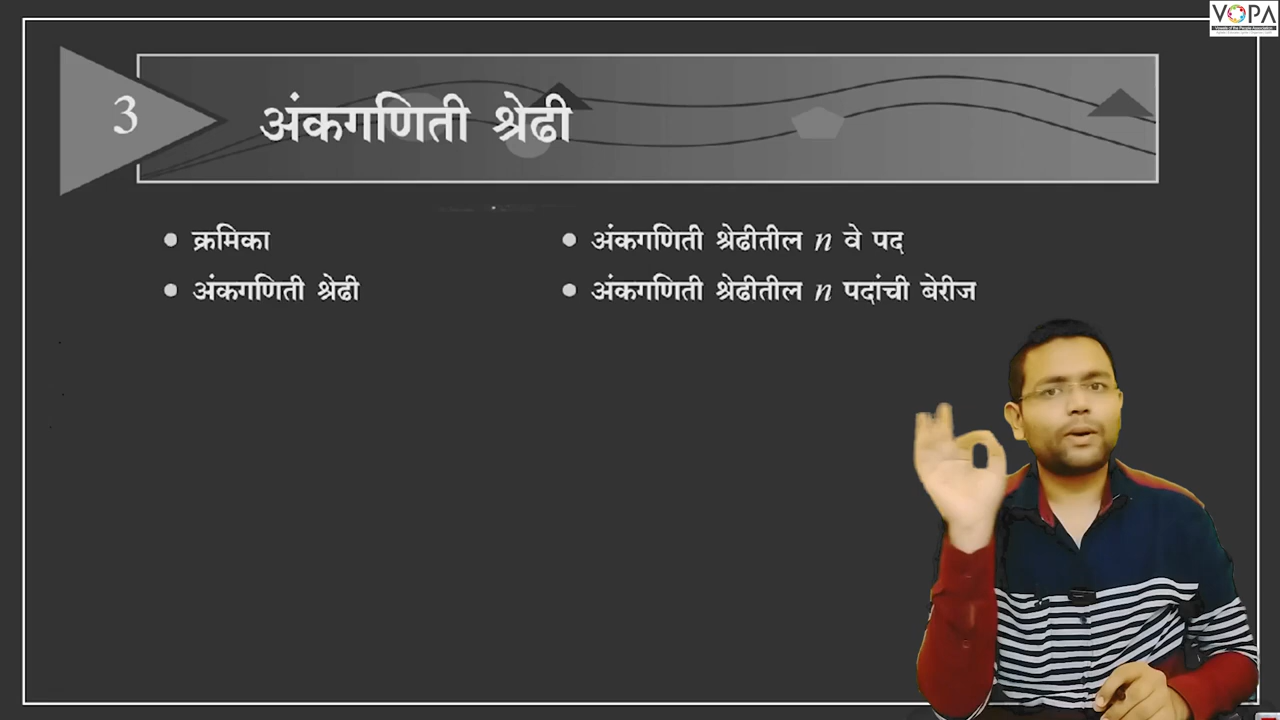 VOPA
3
अंकगणिती श्रेढी
• क्रमिका
• अंकगणिती श्रेढीतील n वे पद
• अंकगणिती श्रेढी
• अंकगणिती श्रेढीतील n पदांची बेरीज